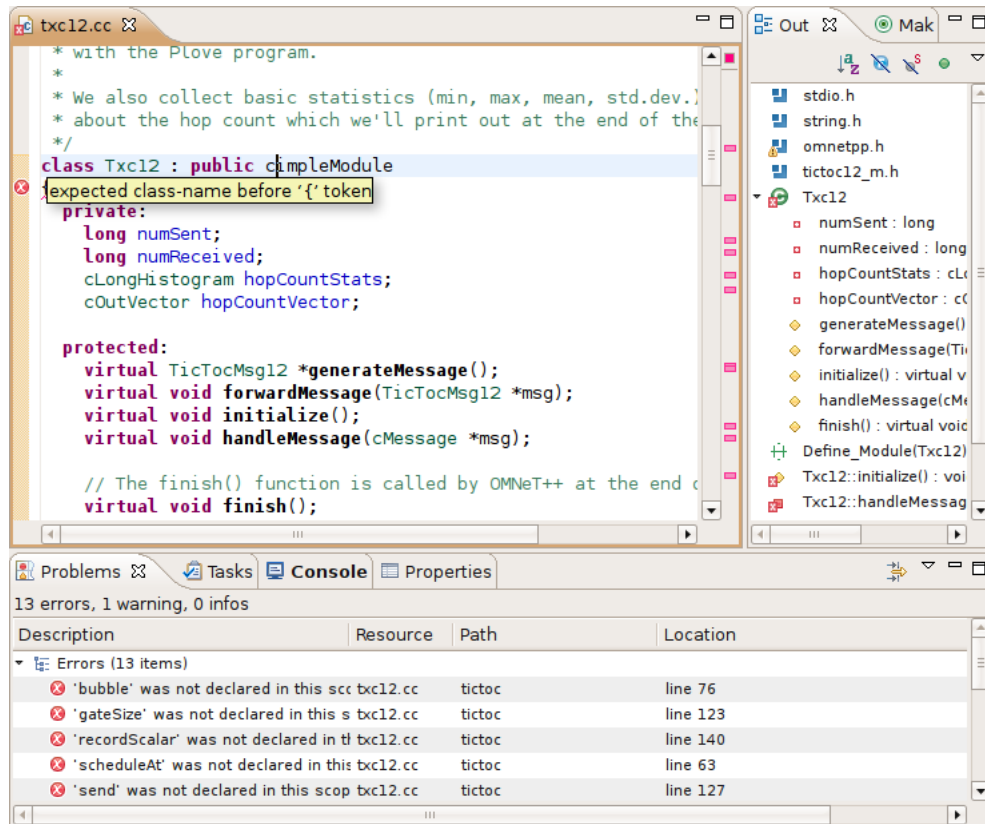 txc12.cc
* with the Plove program.
*
* We also collect basic statistics (min, max, mean, std.dev.)
* about the hop count which we'll print out at the end of the
*/
class Txc12 : public cimpleModule
expected class-name before ‘{’ token
private:
long numSent;
long numReceived;
cLongHistogram hopCountStats;
cOutVector hopCountVector;
protected:
virtual TicTocMsg12 *generateMessage();
virtual void forwardMessage(TicTocMsg12 *msg);
virtual void initialize();
virtual void handleMessage(cMessage *msg);
// The finish() function is called by OMNeT++ at the end
virtual void finish();
Out Mak
stdio.h
string.h
omnetpp.h
tictoc12_m.h
Txc12
numSent : long
numReceived : long
hopCountStats : cLo
hopCountVector : cO
generateMessage()
forwardMessage(Tic
initialize() : virtual v
handleMessage(cMe
finish() : virtual void
Define_Module(Txc12)
Txc12::initialize() : voi
Txc12::handleMessag
Problems Tasks Console Properties
13 errors, 1 warning, 0 infos
Description Resource Path Location
Errors (13 items)
'bubble' was not declared in this sco txc12.cc tictoc line 76
'gateSize' was not declared in this s txc12.cc tictoc line 123
'recordScalar' was not declared in th txc12.cc tictoc line 140
'scheduleAt' was not declared in this txc12.cc tictoc line 63
'send' was not declared in this scop txc12.cc tictoc line 127